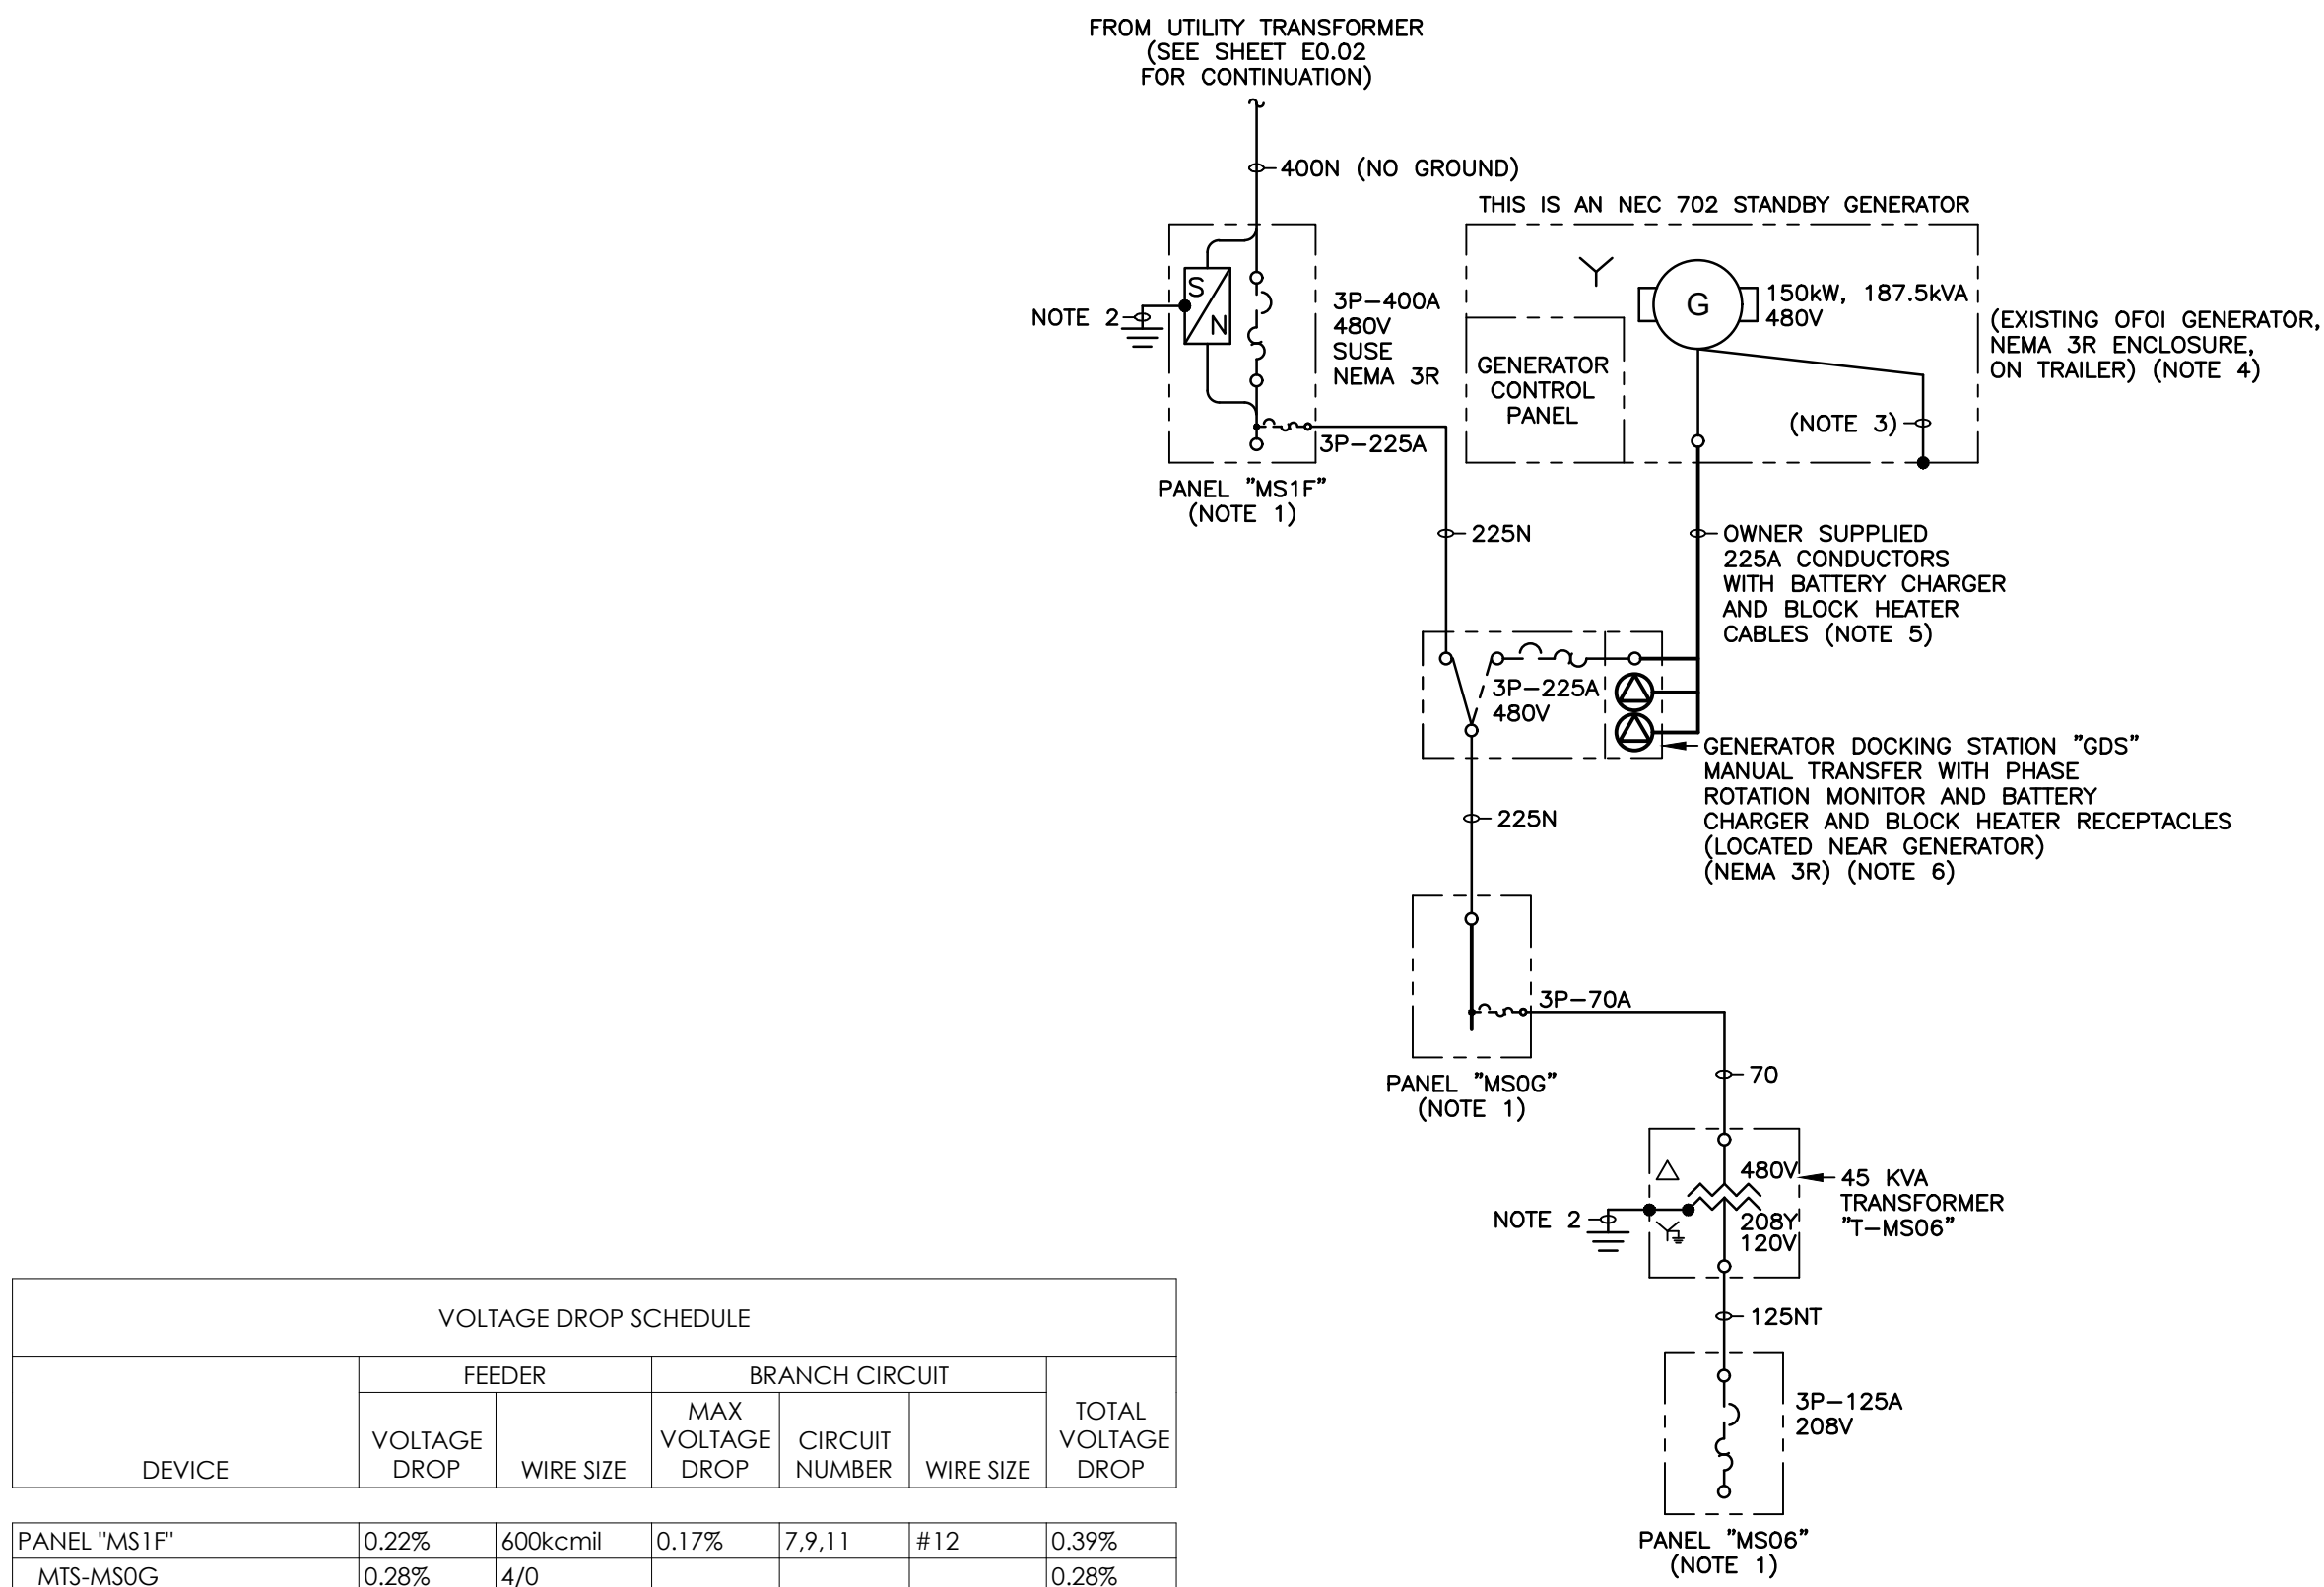 FROM UTILITY TRANSFORMER
(SEE SHEET E0.02
FOR CONTINUATION)
400N (NO GROUND)
THIS IS AN NEC 702 STANDBY GENERATOR
S
N
NOTE 2
3P-400A
480V
SUSE
NEMA 3R
3P-225A
PANEL "MS1F"
(NOTE 1)
G
150kW, 187.5kVA
480V
GENERATOR
CONTROL
PANEL
(NOTE 3)
(EXISTING OFOI GENERATOR,
NEMA 3R ENCLOSURE,
ON TRAILER) (NOTE 4)
225N
OWNER SUPPLIED
225A CONDUCTORS
WITH BATTERY CHARGER
AND BLOCK HEATER
CABLES (NOTE 5)
3P-225A
480V
GENERATOR DOCKING STATION "GDS"
MANUAL TRANSFER WITH PHASE
ROTATION MONITOR AND BATTERY
CHARGER AND BLOCK HEATER RECEPTACLES
(LOCATED NEAR GENERATOR)
(NEMA 3R) (NOTE 6)
225N
3P-70A
PANEL "MS0G"
(NOTE 1)
70
480V
208Y
120V
45 KVA
TRANSFORMER
"T-MS06"
NOTE 2
125NT
3P-125A
208V
PANEL "MS06"
(NOTE 1)
VOLTAGE DROP SCHEDULE
FEEDER BRANCH CIRCUIT
DEVICE VOLTAGE DROP WIRE SIZE MAX VOLTAGE DROP CIRCUIT NUMBER WIRE SIZE TOTAL VOLTAGE DROP
PANEL "MS1F" 0.22% 600kcmil 0.17% 7,9,11 #12 0.39%
MTS-MS0G 0.28% 4/0 0.28%